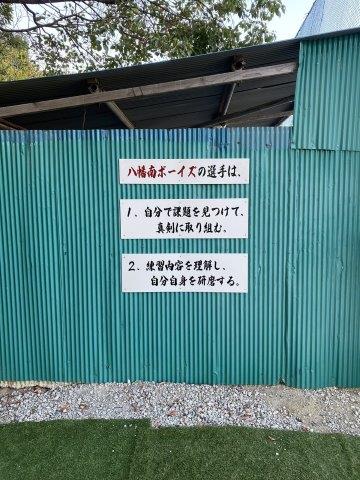 八幡南ボーイズの選手は、
1．自分で課題を見つけて、
真剣に取り組む。
2．練習内容を理解し、
自分自身を研磨する。